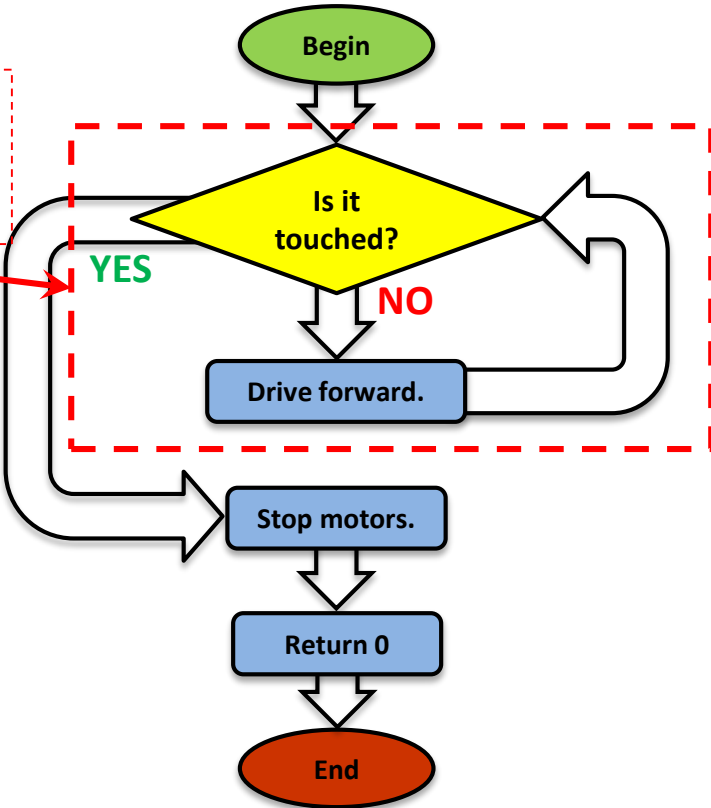 Begin
Is it
touched?
YES
NO
Drive forward.
Stop motors.
Return 0
End